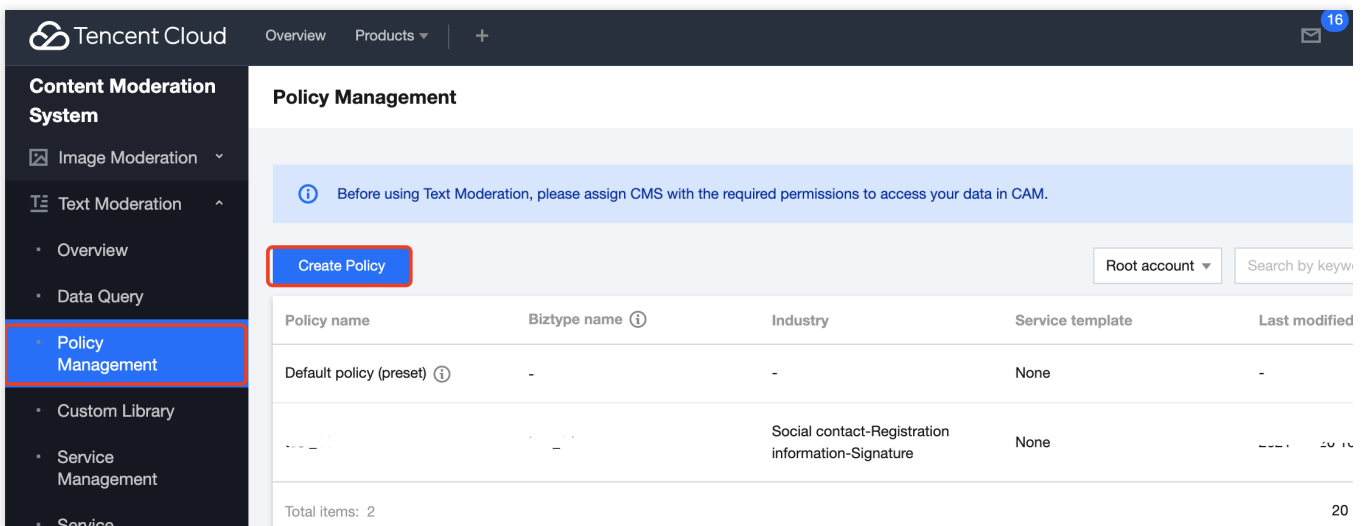 Tencent Cloud Overview Products + 16
Content Moderation
System
Policy Management
Image Moderation
Text Moderation
Before using Text Moderation, please assign CMS with the required permissions to access your data in CAM.
Overview
Create Policy
Root account
Search by
Data Query
Policy name Biztype name Industry Service template Last modified
Policy
Management
Default policy (preset) - - None -
Custom Library
Social contact-Registration
information-Signature
None
Service
Management
Total items: 2
20
Service